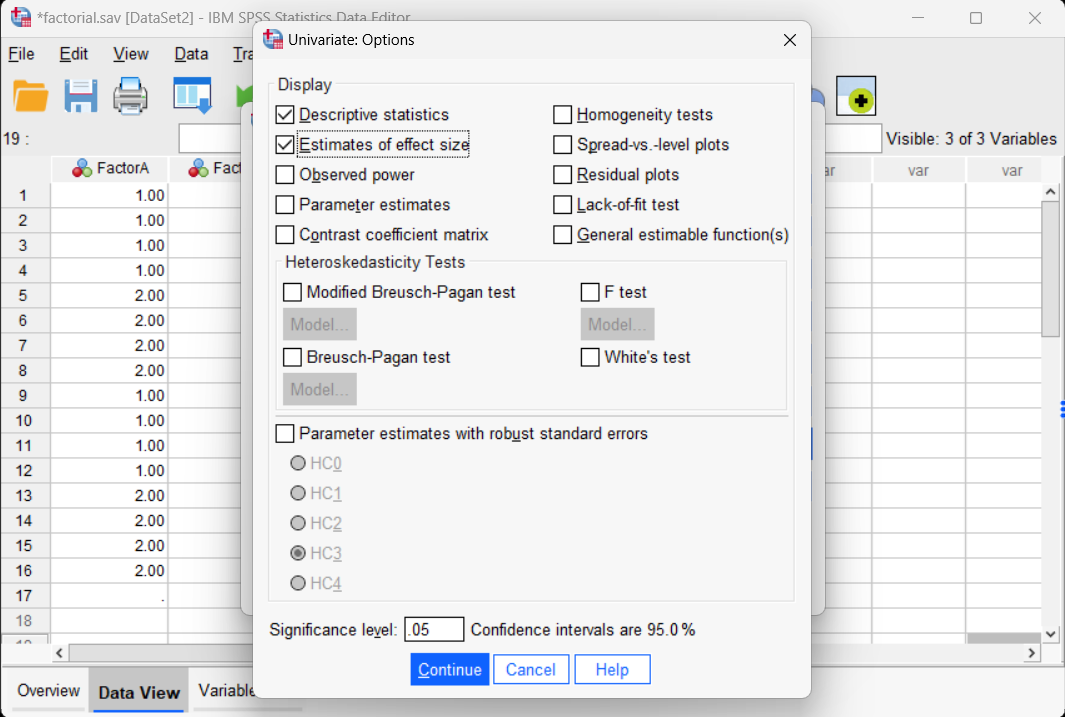 *factorial.sav [DataSet2] - IBM SPSS Statistics Data Editor
Univariate: Options
File Edit View Data
Display
Descriptive statistics Homogeneity tests
19 : Estimates of effect size Spread-vs.-level plots Visible: 3 of 3 Variables
FactorA Observed power Residual plots var var
1 1.00
Parameter estimates Lack-of-fit test
2 1.00
Contrast coefficient matrix General estimable function(s)
3 1.00
Heteroskedasticity Tests
4 1.00
Modified Breusch-Pagan test F test
5 2.00
6 2.00 Model... Model...
7 2.00
Breusch-Pagan test White's test
8 2.00
9 1.00 Model...
10 1.00
11 1.00 Parameter estimates with robust standard errors
12 1.00 HC0
13 2.00 HC1
14 2.00 HC2
15 2.00 HC3
16 2.00 HC4
17 .
18
Significance level: .05 Confidence intervals are 95.0 %
Continue Cancel Help
Overview Data View